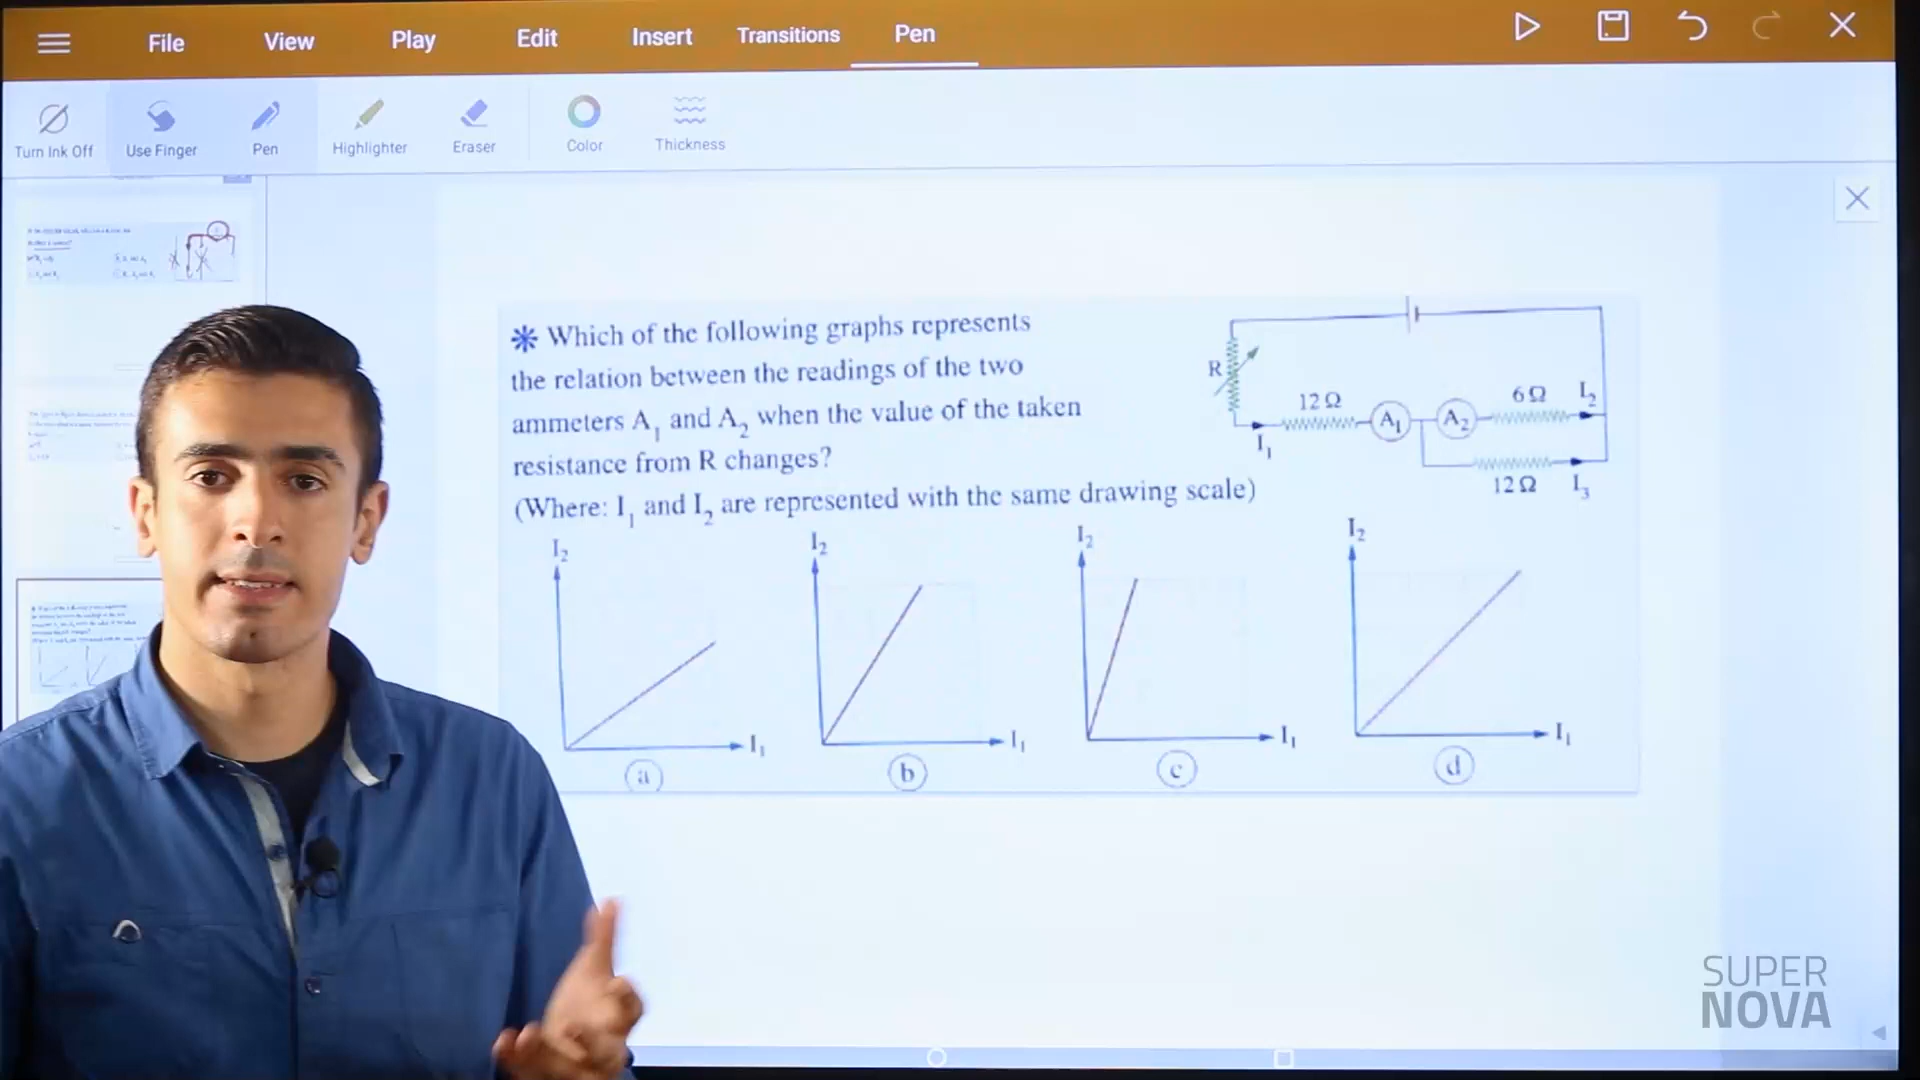 File View Play Edit Insert Transitions Pen
Turn Ink Off Use Finger Pen Highlighter Eraser Color Thickness
✳ Which of the following graphs represents
the relation between the readings of the two
ammeters A₁ and A₂ when the value of the taken
resistance from R changes?
(Where: I₁ and I₂ are represented with the same drawing scale)
R
12 Ω
A₁
A₂
6 Ω
I₂
I₁
12 Ω
I₃
I₂
I₁
a
I₂
I₁
b
I₂
I₁
c
I₂
I₁
d
SUPER
NOVA